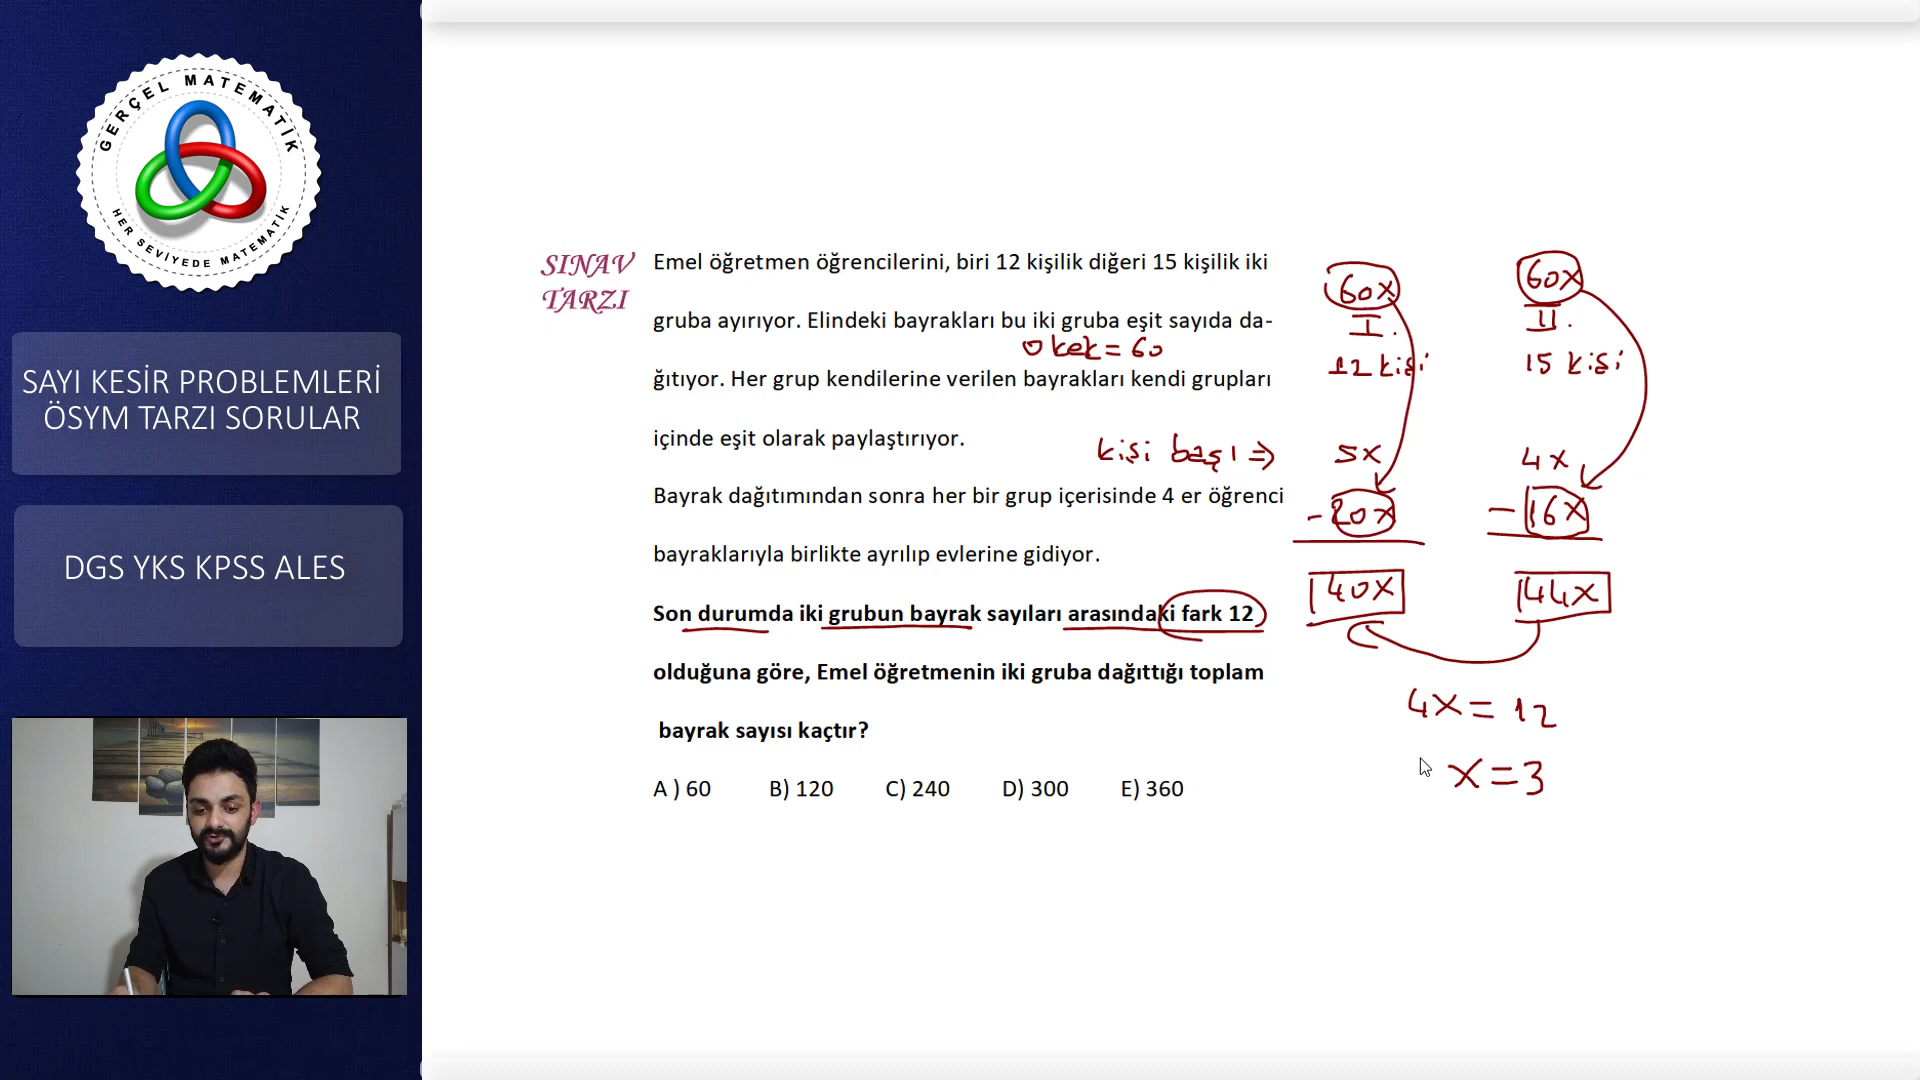 GERÇEL MATEMATİK
HER SEVİYEDE MATEMATİK
SAYI KESİR PROBLEMLERİ
ÖSYM TARZI SORULAR
DGS YKS KPSS ALES
SINAV
TARZI
Emel öğretmen öğrencilerini, biri 12 kişilik diğeri 15 kişilik iki
gruba ayırıyor. Elindeki bayrakları bu iki gruba eşit sayıda da-
okek = 60
ğıtıyor. Her grup kendilerine verilen bayrakları kendi grupları
içinde eşit olarak paylaştırıyor.
Bayrak dağıtımından sonra her bir grup içerisinde 4 er öğrenci
bayraklarıyla birlikte ayrılıp evlerine gidiyor.
Son durumda iki grubun bayrak sayıları arasındaki fark 12
olduğuna göre, Emel öğretmenin iki gruba dağıttığı toplam
bayrak sayısı kaçtır?
A ) 60 B) 120 C) 240 D) 300 E) 360
60x 60x
I. II.
12 kişi 15 kişi
kişi başı ⇒ 5x 4x
- 20x - 16x
40x 44x
4x = 12
x = 3